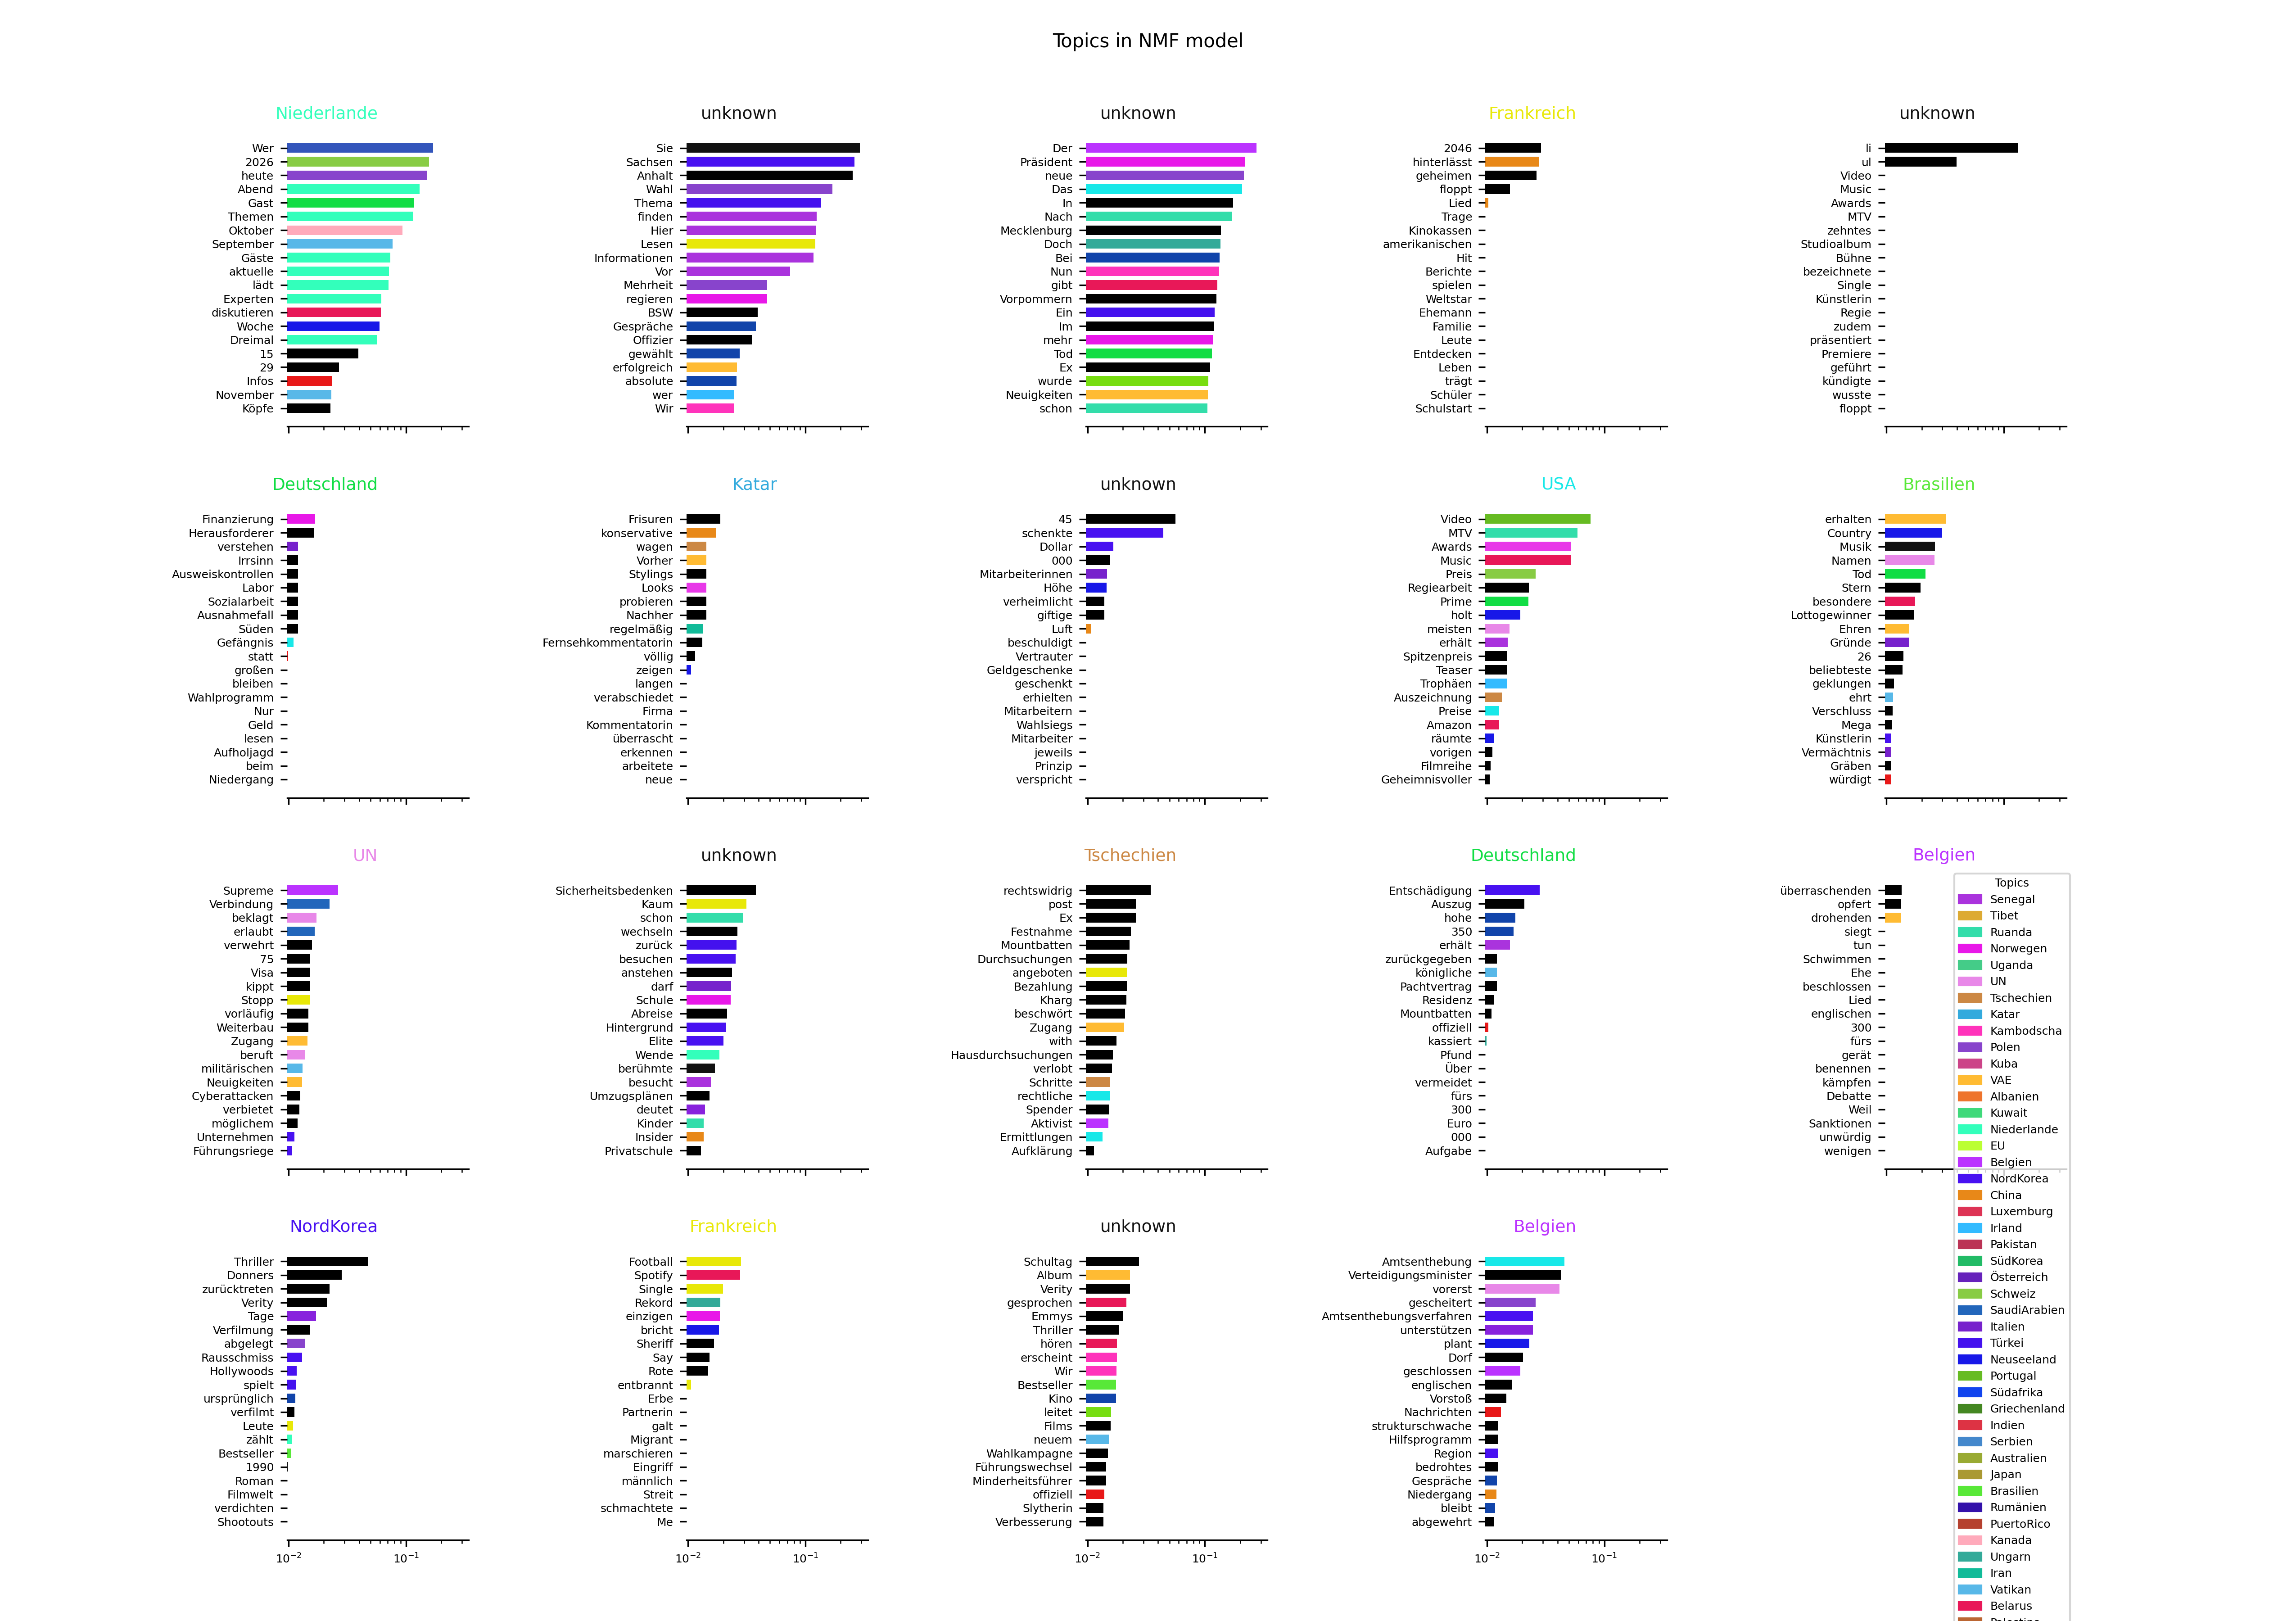 Topics in NMF model
Niederlande
Wer
2026
heute
Abend
Gast
Themen
Oktober
September
Gäste
aktuelle
lädt
Experten
diskutieren
Woche
Dreimal
15
29
Infos
November
Köpfe
unknown
Sie
Sachsen
Anhalt
Wahl
Thema
finden
Hier
Lesen
Informationen
Vor
Mehrheit
regieren
BSW
Gespräche
Offizier
gewählt
erfolgreich
absolute
wer
Wir
unknown
Der
Präsident
neue
Das
In
Nach
Mecklenburg
Doch
Bei
Nun
gibt
Vorpommern
Ein
Im
mehr
Tod
Ex
wurde
Neuigkeiten
schon
Frankreich
2046
hinterlässt
geheimen
floppt
Lied
Trage
Kinokassen
amerikanischen
Hit
Berichte
spielen
Weltstar
Ehemann
Familie
Leute
Entdecken
Leben
trägt
Schüler
Schulstart
unknown
li
ul
Video
Music
Awards
MTV
zehntes
Studioalbum
Bühne
bezeichnete
Single
Künstlerin
Regie
zudem
präsentiert
Premiere
geführt
kündigte
wusste
floppt
Deutschland
Finanzierung
Herausforderer
verstehen
Irrsinn
Ausweiskontrollen
Labor
Sozialarbeit
Ausnahmefall
Süden
Gefängnis
statt
großen
bleiben
Wahlprogramm
Nur
Geld
lesen
Aufholjagd
beim
Niedergang
Katar
Frisuren
konservative
wagen
Vorher
Stylings
Looks
probieren
Nachher
regelmäßig
Fernsehkommentatorin
völlig
zeigen
langen
verabschiedet
Firma
Kommentatorin
überrascht
erkennen
arbeitete
neue
unknown
45
schenkte
Dollar
000
Mitarbeiterinnen
Höhe
verheimlicht
giftige
Luft
beschuldigt
Vertrauter
Geldgeschenke
geschenkt
erhielten
Mitarbeitern
Wahlsiegs
Mitarbeiter
jeweils
Prinzip
verspricht
USA
Video
MTV
Awards
Music
Preis
Regiearbeit
Prime
holt
meisten
erhält
Spitzenpreis
Teaser
Trophäen
Auszeichnung
Preise
Amazon
räumte
vorigen
Filmreihe
Geheimnisvoller
Brasilien
erhalten
Country
Musik
Namen
Tod
Stern
besondere
Lottogewinner
Ehren
Gründe
26
beliebteste
geklungen
ehrt
Verschluss
Mega
Künstlerin
Vermächtnis
Gräben
würdigt
UN
Supreme
Verbindung
beklagt
erlaubt
verwehrt
75
Visa
kippt
Stopp
vorläufig
Weiterbau
Zugang
beruft
militärischen
Neuigkeiten
Cyberattacken
verbietet
möglichem
Unternehmen
Führungsriege
unknown
Sicherheitsbedenken
Kaum
schon
wechseln
zurück
besuchen
anstehen
darf
Schule
Abreise
Hintergrund
Elite
Wende
berühmte
besucht
Umzugsplänen
deutet
Kinder
Insider
Privatschule
Tschechien
rechtswidrig
post
Ex
Festnahme
Mountbatten
Durchsuchungen
angeboten
Bezahlung
Kharg
beschwört
Zugang
with
Hausdurchsuchungen
verlobt
Schritte
rechtliche
Spender
Aktivist
Ermittlungen
Aufklärung
Deutschland
Entschädigung
Auszug
hohe
350
erhält
zurückgegeben
königliche
Pachtvertrag
Residenz
Mountbatten
offiziell
kassiert
Pfund
Über
vermeidet
fürs
300
Euro
000
Aufgabe
Belgien
überraschenden
opfert
drohenden
siegt
tun
Schwimmen
Ehe
beschlossen
Lied
englischen
300
fürs
gerät
benennen
kämpfen
Debatte
Weil
Sanktionen
unwürdig
wenigen
NordKorea
Thriller
Donners
zurücktreten
Verity
Tage
Verfilmung
abgelegt
Rausschmiss
Hollywoods
spielt
ursprünglich
verfilmt
Leute
zählt
Bestseller
1990
Roman
Filmwelt
verdichten
Shootouts
10⁻² 10⁻¹
Frankreich
Football
Spotify
Single
Rekord
einzigen
bricht
Sheriff
Say
Rote
entbrannt
Erbe
Partnerin
galt
Migrant
marschieren
Eingriff
männlich
Streit
schmachtete
Me
10⁻² 10⁻¹
unknown
Schultag
Album
Verity
gesprochen
Emmys
Thriller
hören
erscheint
Wir
Bestseller
Kino
leitet
Films
neuem
Wahlkampagne
Führungswechsel
Minderheitsführer
offiziell
Slytherin
Verbesserung
10⁻² 10⁻¹
Belgien
Amtsenthebung
Verteidigungsminister
vorerst
gescheitert
Amtsenthebungsverfahren
unterstützen
plant
Dorf
geschlossen
englischen
Vorstoß
Nachrichten
strukturschwache
Hilfsprogramm
Region
bedrohtes
Gespräche
Niedergang
bleibt
abgewehrt
10⁻² 10⁻¹
Topics
Senegal
Tibet
Ruanda
Norwegen
Uganda
UN
Tschechien
Katar
Kambodscha
Polen
Kuba
VAE
Albanien
Kuwait
Niederlande
EU
Belgien
NordKorea
China
Luxemburg
Irland
Pakistan
SüdKorea
Österreich
Schweiz
SaudiArabien
Italien
Türkei
Neuseeland
Portugal
Südafrika
Griechenland
Indien
Serbien
Australien
Japan
Brasilien
Rumänien
PuertoRico
Kanada
Ungarn
Iran
Vatikan
Belarus